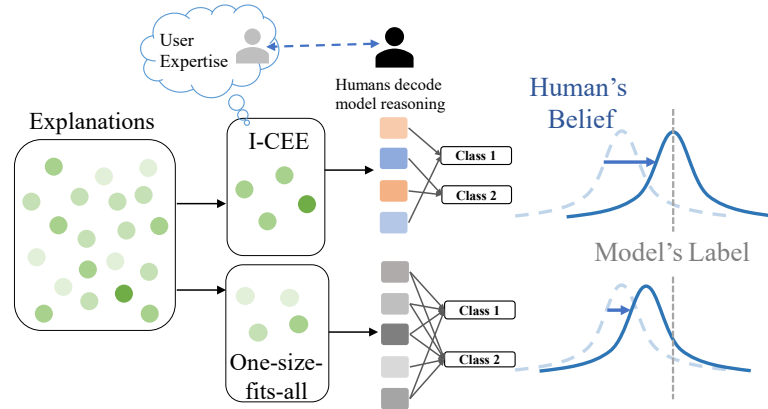 User
Expertise
Humans decode
model reasoning
Explanations
I-CEE
Class 1
Class 2
Human's
Belief
Model's Label
One-size-
fits-all
Class 1
Class 2